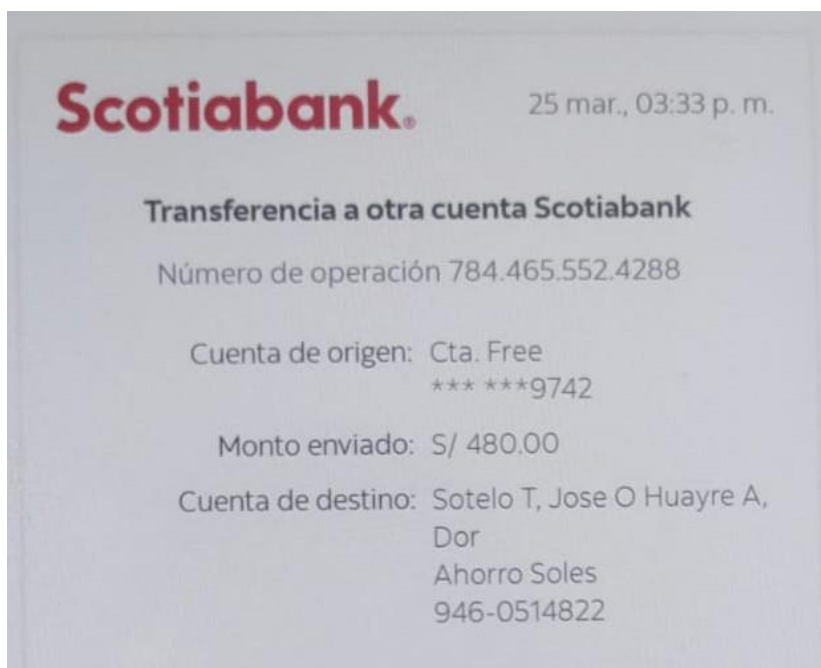 Scotiabank®
25 mar., 03:33 p. m.
Transferencia a otra cuenta Scotiabank
Número de operación 784.465.552.4288
Cuenta de origen: Cta. Free
*** ***9742
Monto enviado: S/ 480.00
Cuenta de destino: Sotelo T, Jose O Huayre A,
Dor
Ahorro Soles
946-0514822